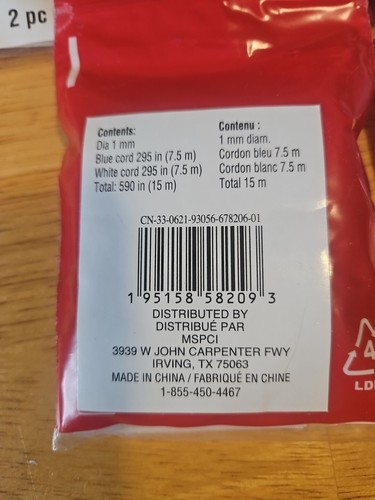 2 pc
Contents:
Dia 1 mm
Blue cord 295 in (7.5 m)
White cord 295 in (7.5 m)
Total: 590 in (15 m)
Contenu :
1 mm diam.
Cordon bleu 7.5 m
Cordon blanc 7.5 m
Total 15 m
CN-33-0621-93056-678206-01
1 95158 58209 3
DISTRIBUTED BY
DISTRIBUÉ PAR
MSPCI
3939 W JOHN CARPENTER FWY
IRVING, TX 75063
MADE IN CHINA / FABRIQUÉ EN CHINE
1-855-450-4467
4